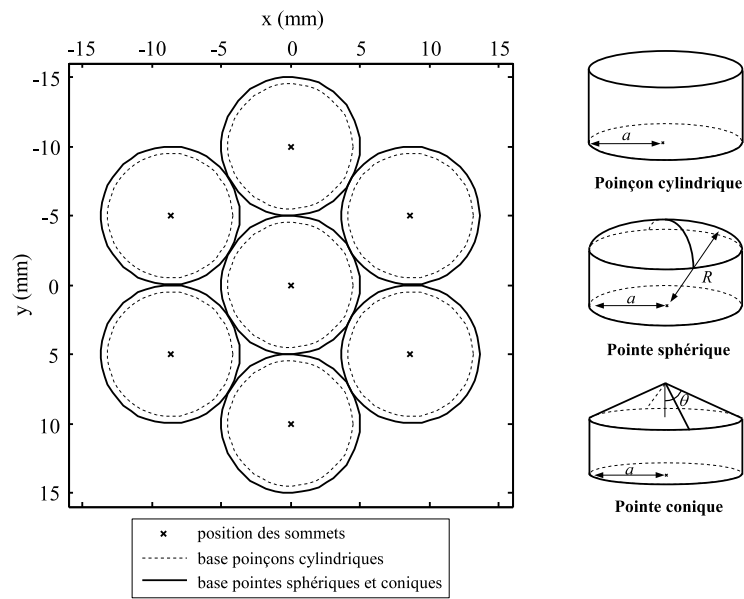 x (mm)
-15 -10 -5 0 5 10 15
-15
-10
-5
0
5
10
15
y (mm)
a
Poinçon cylindrique
R
a
Pointe sphérique
θ
a
Pointe conique
position des sommets
base poinçons cylindriques
base pointes sphériques et coniques